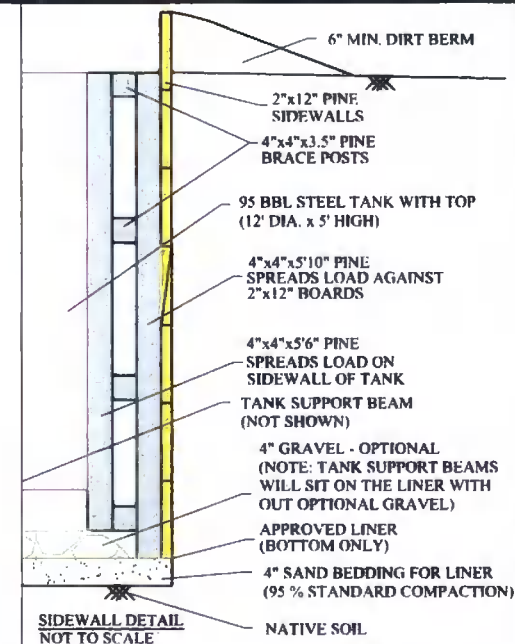 6" MIN. DIRT BERM
2"x12" PINE
SIDEWALLS
4"x4"x3.5" PINE
BRACE POSTS
95 BBL STEEL TANK WITH TOP
(12' DIA. x 5' HIGH)
4"x4"x5'10" PINE
SPREADS LOAD AGAINST
2"x12" BOARDS
4"x4"x5'6" PINE
SPREADS LOAD ON
SIDEWALL OF TANK
TANK SUPPORT BEAM
(NOT SHOWN)
4" GRAVEL - OPTIONAL
(NOTE: TANK SUPPORT BEAMS
WILL SIT ON THE LINER WITH
OUT OPTIONAL GRAVEL)
APPROVED LINER
(BOTTOM ONLY)
4" SAND BEDDING FOR LINER
(95 % STANDARD COMPACTION)
NATIVE SOIL
SIDEWALL DETAIL
NOT TO SCALE